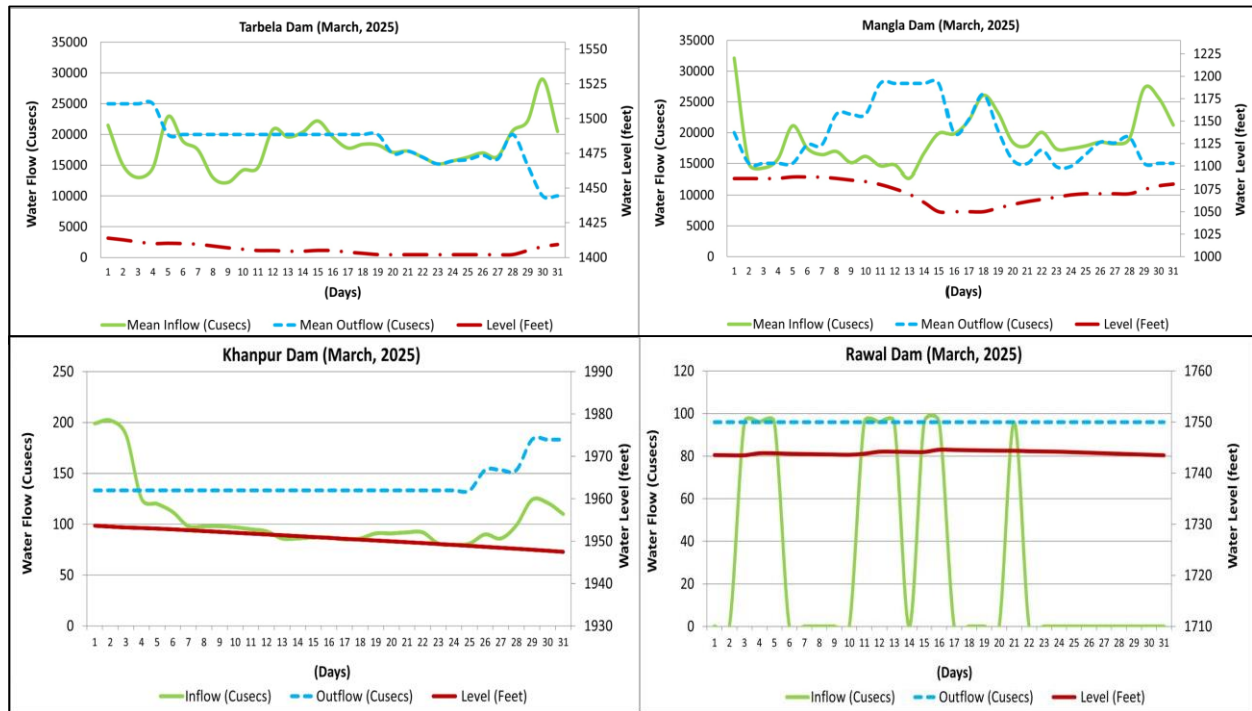 Tarbela Dam (March, 2025)
Water Flow (Cusecs)
35000
30000
25000
20000
15000
10000
5000
0
1550
1525
1500
1475
1450
1425
1400
Water Level (feet)
1 2 3 4 5 6 7 8 9 10 11 12 13 14 15 16 17 18 19 20 21 22 23 24 25 26 27 28 29 30 31
(Days)
Mean Inflow (Cusecs) Mean Outflow (Cusecs) Level (Feet)
Mangla Dam (March, 2025)
Water Flow (Cusecs)
35000
30000
25000
20000
15000
10000
5000
0
1225
1200
1175
1150
1125
1100
1075
1050
1025
1000
Water Level (feet)
1 2 3 4 5 6 7 8 9 10 11 12 13 14 15 16 17 18 19 20 21 22 23 24 25 26 27 28 29 30 31
(Days)
Mean Inflow (Cusecs) Mean Outflow (Cusecs) Level (Feet)
Khanpur Dam (March, 2025)
Water Flow (Cusecs)
250
200
150
100
50
0
1990
1980
1970
1960
1950
1940
1930
Water Level (feet)
1 2 3 4 5 6 7 8 9 10 11 12 13 14 15 16 17 18 19 20 21 22 23 24 25 26 27 28 29 30 31
(Days)
Inflow (Cusecs) Outflow (Cusecs) Level (Feet)
Rawal Dam (March, 2025)
Water Flow (Cusecs)
120
100
80
60
40
20
0
1760
1750
1740
1730
1720
1710
Water Level (feet)
1 2 3 4 5 6 7 8 9 10 11 12 13 14 15 16 17 18 19 20 21 22 23 24 25 26 27 28 29 30 31
(Days)
Inflow (Cusecs) Outflow (Cusecs) Level (Feet)